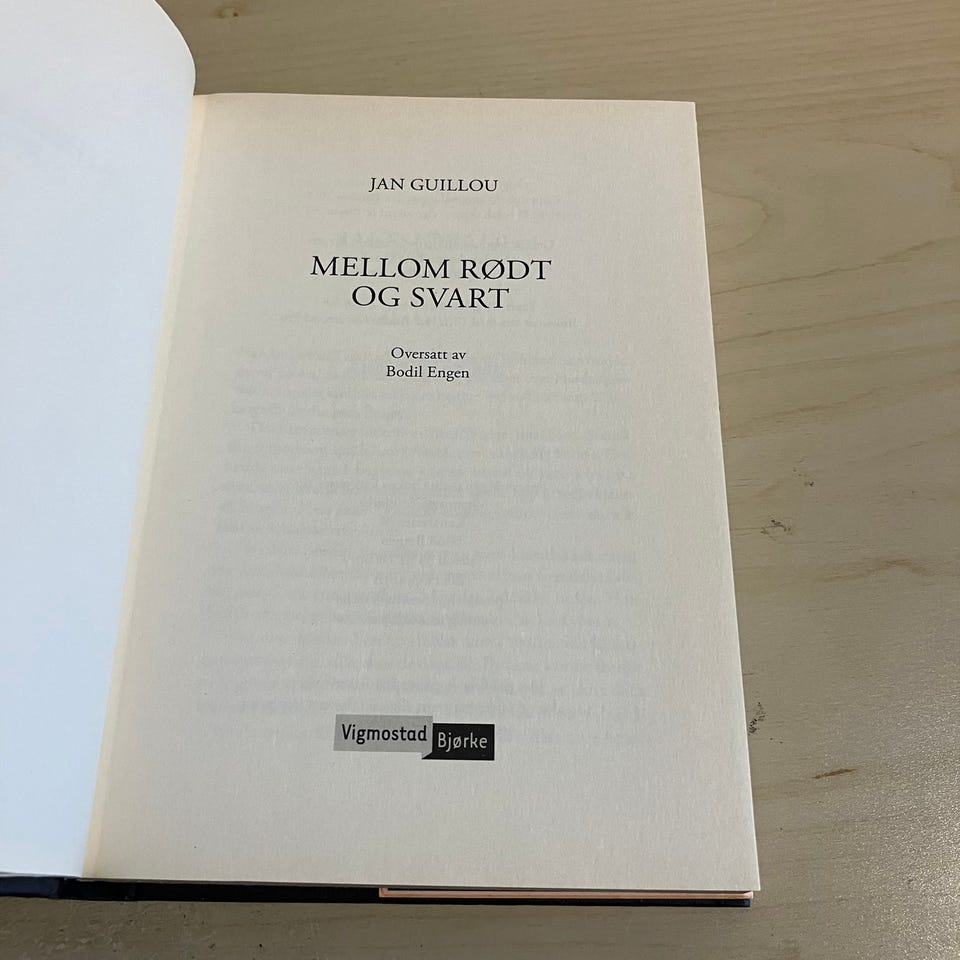 JAN GUILLOU
MELLOM RØDT
OG SVART
Oversatt av
Bodil Engen
Vigmostad
Bjørke